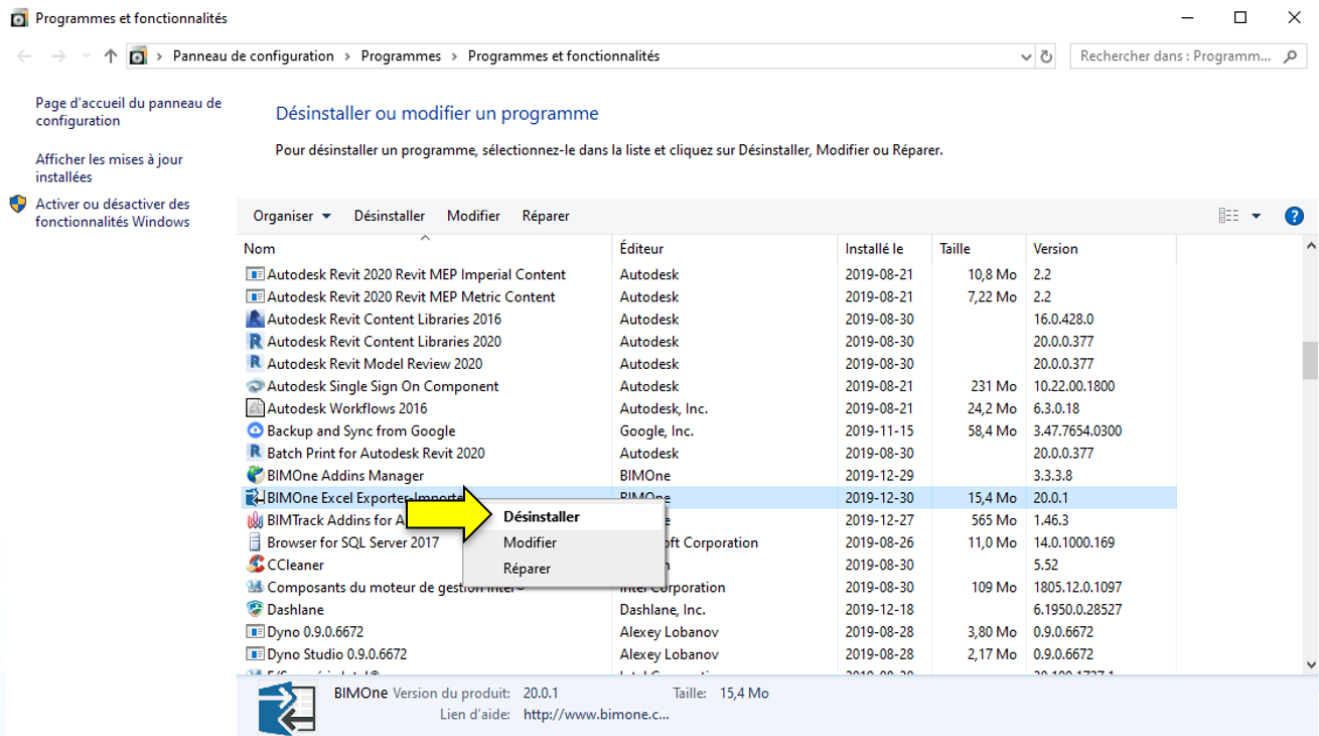 Programmes et fonctionnalités
Panneau de configuration > Programmes > Programmes et fonctionnalités
Rechercher dans : Programm...
Page d'accueil du panneau de
configuration
Afficher les mises à jour
installées
Activer ou désactiver des
fonctionnalités Windows
Désinstaller ou modifier un programme
Pour désinstaller un programme, sélectionnez-le dans la liste et cliquez sur Désinstaller, Modifier ou Réparer.
Organiser Désinstaller Modifier Réparer
Nom Éditeur Installé le Taille Version
Autodesk Revit 2020 Revit MEP Imperial Content Autodesk 2019-08-21 10,8 Mo 2.2
Autodesk Revit 2020 Revit MEP Metric Content Autodesk 2019-08-21 7,22 Mo 2.2
Autodesk Revit Content Libraries 2016 Autodesk 2019-08-30 16.0.428.0
Autodesk Revit Content Libraries 2020 Autodesk 2019-08-30 20.0.0.377
Autodesk Revit Model Review 2020 Autodesk 2019-08-30 20.0.0.377
Autodesk Single Sign On Component Autodesk 2019-08-21 231 Mo 10.22.00.1800
Autodesk Workflows 2016 Autodesk, Inc. 2019-08-21 24,2 Mo 6.3.0.18
Backup and Sync from Google Google, Inc. 2019-11-15 58,4 Mo 3.47.7654.0300
Batch Print for Autodesk Revit 2020 Autodesk 2019-08-30 20.0.0.377
BIMOne Addins Manager BIMOne 2019-12-29 3.3.3.8
BIMOne Excel Exporter-Importe BIMOne 2019-12-30 15,4 Mo 20.0.1
BIMTrack Addins for A 2019-12-27 565 Mo 1.46.3
Browser for SQL Server 2017 oft Corporation 2019-08-26 11,0 Mo 14.0.1000.169
CCleaner 2019-08-30 5.52
Désinstaller
Modifier
Réparer
Composants du moteur de gestion Intel® Intel Corporation 2019-08-30 109 Mo 1805.12.0.1097
Dashlane Dashlane, Inc. 2019-12-18 6.1950.0.28527
Dyno 0.9.0.6672 Alexey Lobanov 2019-08-28 3,80 Mo 0.9.0.6672
Dyno Studio 0.9.0.6672 Alexey Lobanov 2019-08-28 2,17 Mo 0.9.0.6672
BIMOne Version du produit: 20.0.1 Taille: 15,4 Mo
Lien d'aide: http://www.bimone.c...